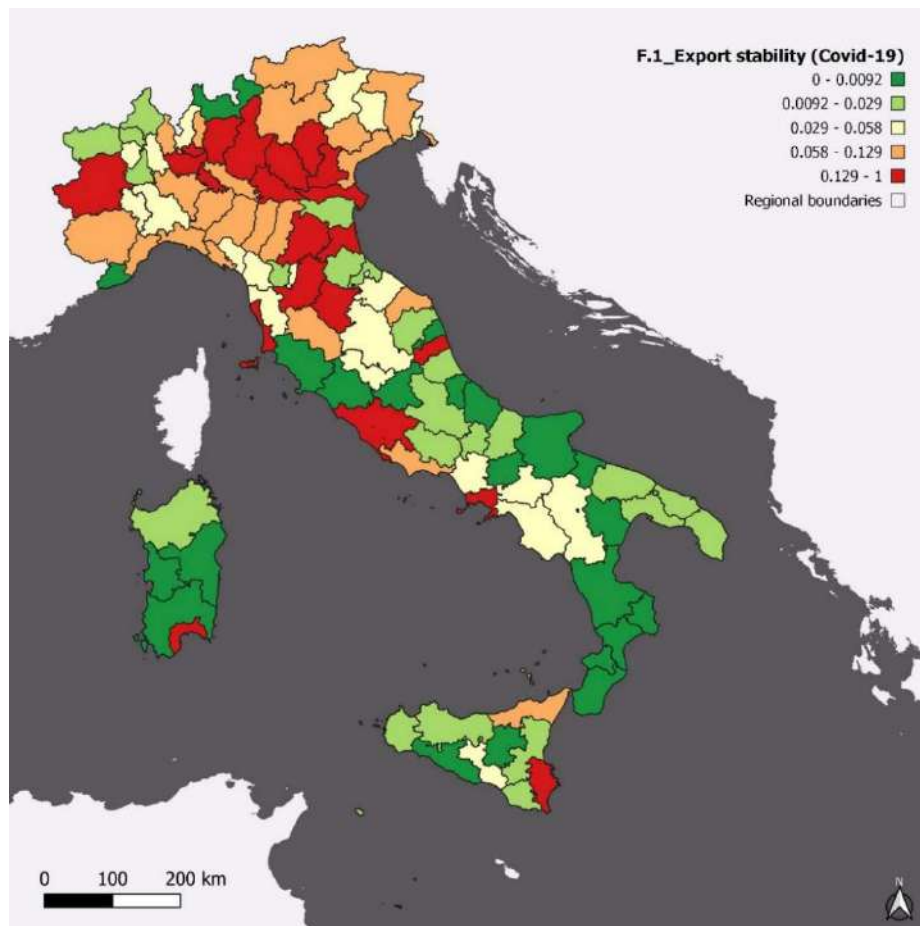 F.1_Export stability (Covid-19)
0 - 0.0092
0.0092 - 0.029
0.029 - 0.058
0.058 - 0.129
0.129 - 1
Regional boundaries
0 100 200 km
N